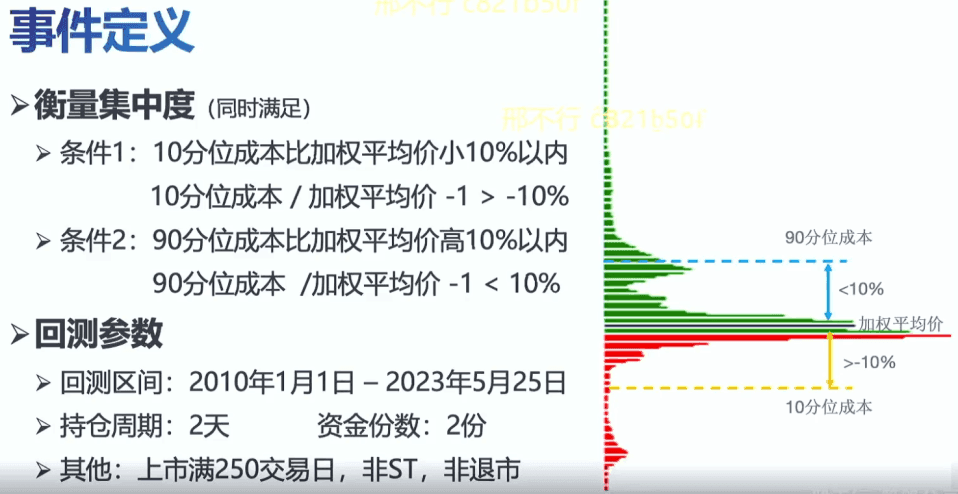 事件定义
➢衡量集中度（同时满足）
➢ 条件1：10分位成本比加权平均价小10%以内
10分位成本 / 加权平均价 -1 > -10%
➢ 条件2：90分位成本比加权平均价高10%以内
90分位成本 /加权平均价 -1 < 10%
➢回测参数
➢ 回测区间：2010年1月1日 – 2023年5月25日
➢ 持仓周期：2天 资金份数：2份
➢ 其他：上市满250交易日，非ST，非退市
邢不行 c821b5of
邢不行 c821b5of
90分位成本
<10%
加权平均价
>-10%
10分位成本